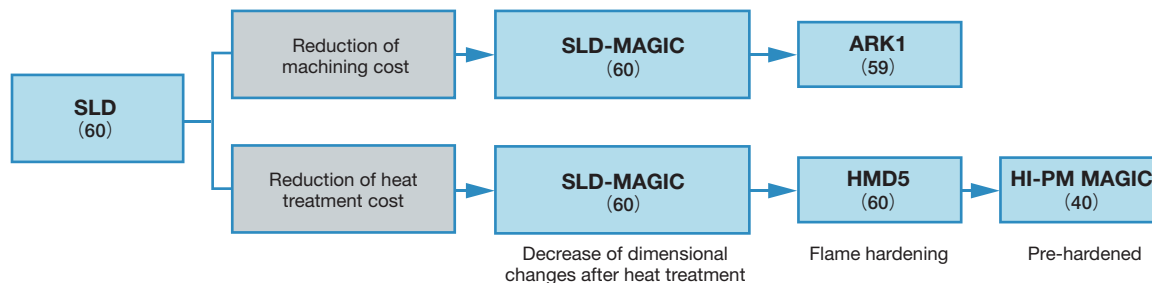 SLD
(60)
Reduction of
machining cost
SLD-MAGIC
(60)
ARK1
(59)
Reduction of heat
treatment cost
SLD-MAGIC
(60)
HMD5
(60)
HI-PM MAGIC
(40)
Decrease of dimensional
changes after heat treatment
Flame hardening
Pre-hardened